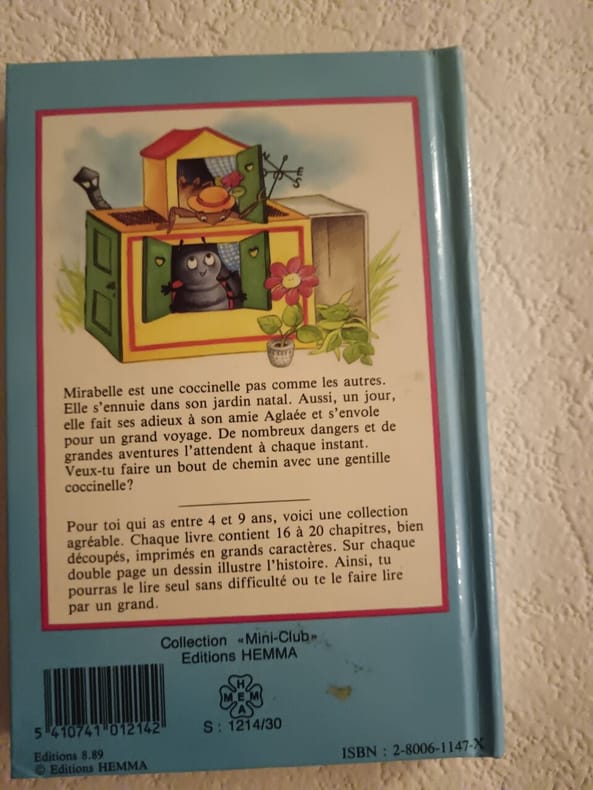 S
Mirabelle est une coccinelle pas comme les autres.
Elle s'ennuie dans son jardin natal. Aussi, un jour,
elle fait ses adieux à son amie Aglaée et s'envole
pour un grand voyage. De nombreux dangers et de
grandes aventures l'attendent à chaque instant.
Veux-tu faire un bout de chemin avec une gentille
coccinelle?
Pour toi qui as entre 4 et 9 ans, voici une collection
agréable. Chaque livre contient 16 à 20 chapitres, bien
découpés, imprimés en grands caractères. Sur chaque
double page un dessin illustre l'histoire. Ainsi, tu
pourras le lire seul sans difficulté ou te le faire lire
par un grand.
Collection «Mini-Club»
Editions HEMMA
HEMMA
5 410741 012142
S : 1214/30
Editions 8.89
© Editions HEMMA
ISBN : 2-8006-1147-X